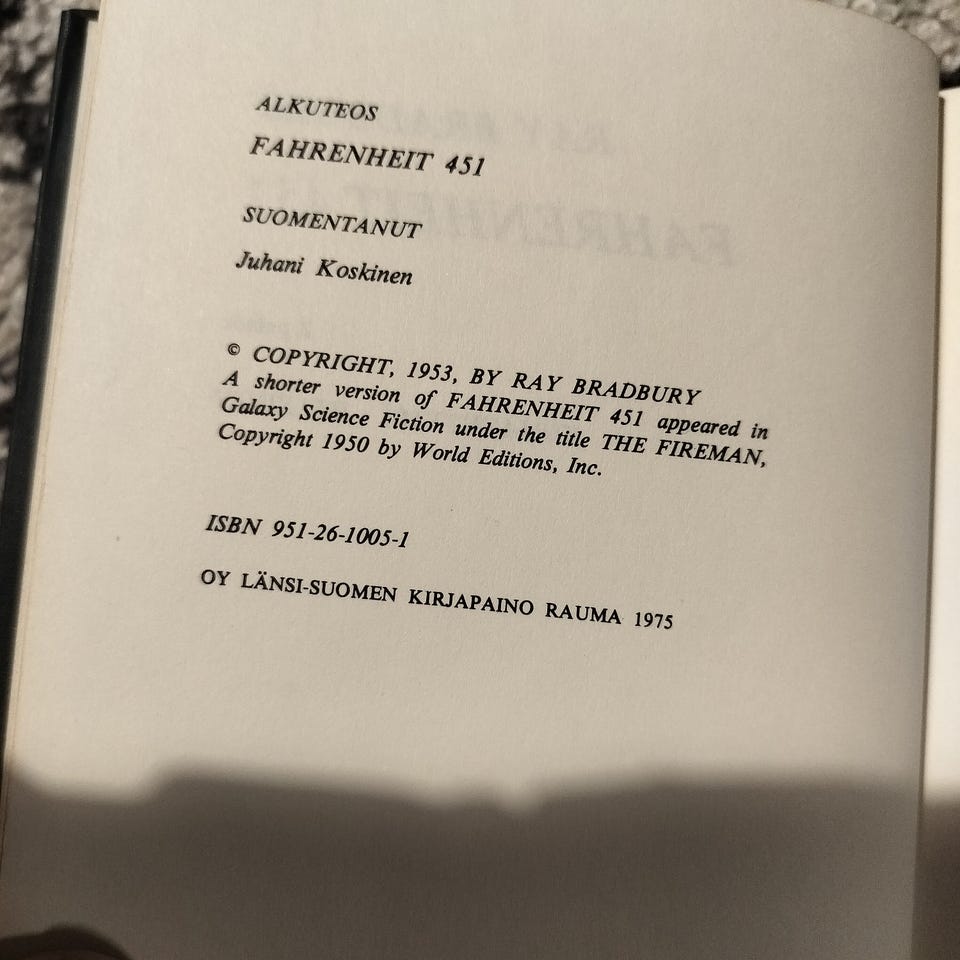 ALKUTEOS
FAHRENHEIT 451
SUOMENTANUT
Juhani Koskinen
© COPYRIGHT, 1953, BY RAY BRADBURY
A shorter version of FAHRENHEIT 451 appeared in
Galaxy Science Fiction under the title THE FIREMAN,
Copyright 1950 by World Editions, Inc.
ISBN 951-26-1005-1
OY LÄNSI-SUOMEN KIRJAPAINO RAUMA 1975